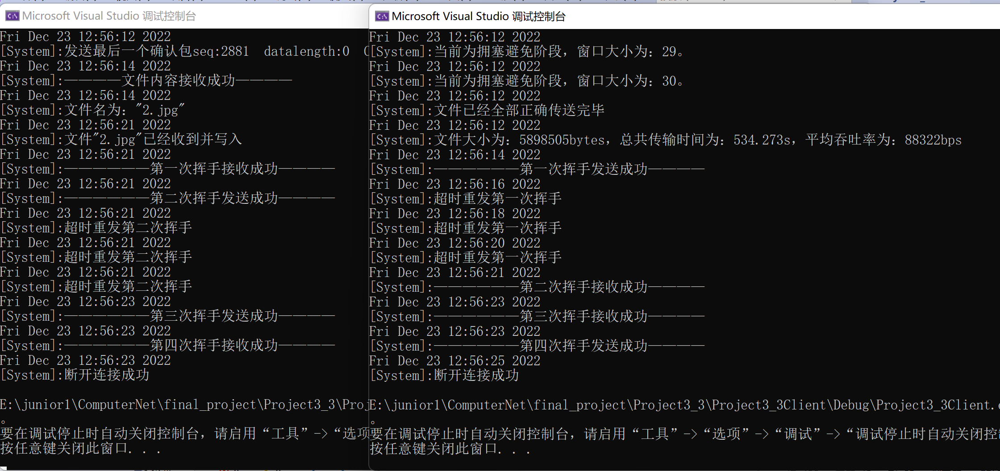 Microsoft Visual Studio 调试控制台
Fri Dec 23 12:56:12 2022
[System]:发送最后一个确认包seq:2881  datalength:0
Fri Dec 23 12:56:14 2022
[System]:————文件内容接收成功————
Fri Dec 23 12:56:14 2022
[System]:文件名为："2.jpg"
Fri Dec 23 12:56:21 2022
[System]:文件"2.jpg"已经收到并写入
Fri Dec 23 12:56:21 2022
[System]:——————第一次挥手接收成功————
Fri Dec 23 12:56:21 2022
[System]:——————第二次挥手发送成功————
Fri Dec 23 12:56:21 2022
[System]:超时重发第二次挥手
Fri Dec 23 12:56:21 2022
[System]:超时重发第二次挥手
Fri Dec 23 12:56:21 2022
[System]:超时重发第二次挥手
Fri Dec 23 12:56:23 2022
[System]:——————第三次挥手发送成功————
Fri Dec 23 12:56:23 2022
[System]:——————第四次挥手接收成功————
Fri Dec 23 12:56:23 2022
[System]:断开连接成功
E:\junior1\ComputerNet\final_project\Project3_3\Proj
。
要在调试停止时自动关闭控制台，请启用“工具”->“选项
按任意键关闭此窗口. . .
Microsoft Visual Studio 调试控制台
Fri Dec 23 12:56:12 2022
[System]:当前为拥塞避免阶段，窗口大小为：29。
Fri Dec 23 12:56:12 2022
[System]:当前为拥塞避免阶段，窗口大小为：30。
Fri Dec 23 12:56:12 2022
[System]:文件已经全部正确传送完毕
Fri Dec 23 12:56:12 2022
[System]:文件大小为：5898505bytes，总共传输时间为：534.273s，平均吞吐率为：88322bps
Fri Dec 23 12:56:14 2022
[System]:——————第一次挥手发送成功————
Fri Dec 23 12:56:16 2022
[System]:超时重发第一次挥手
Fri Dec 23 12:56:18 2022
[System]:超时重发第一次挥手
Fri Dec 23 12:56:20 2022
[System]:超时重发第一次挥手
Fri Dec 23 12:56:21 2022
[System]:——————第二次挥手接收成功————
Fri Dec 23 12:56:23 2022
[System]:——————第三次挥手接收成功————
Fri Dec 23 12:56:23 2022
[System]:——————第四次挥手发送成功————
Fri Dec 23 12:56:25 2022
[System]:断开连接成功
E:\junior1\ComputerNet\final_project\Project3_3\Project3_3Client\Debug\Project3_3Client.e
。
要在调试停止时自动关闭控制台，请启用“工具”->“选项”->“调试”->“调试停止时自动关闭控
按任意键关闭此窗口. . .